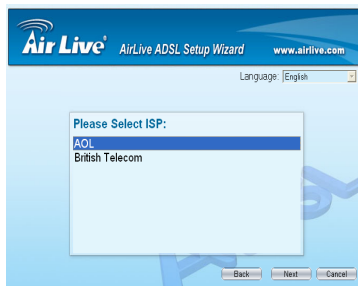 Air Live® AirLive ADSL Setup Wizard www.airlive.com
Language: English
Please Select ISP:
AOL
British Telecom
Back Next Cancel